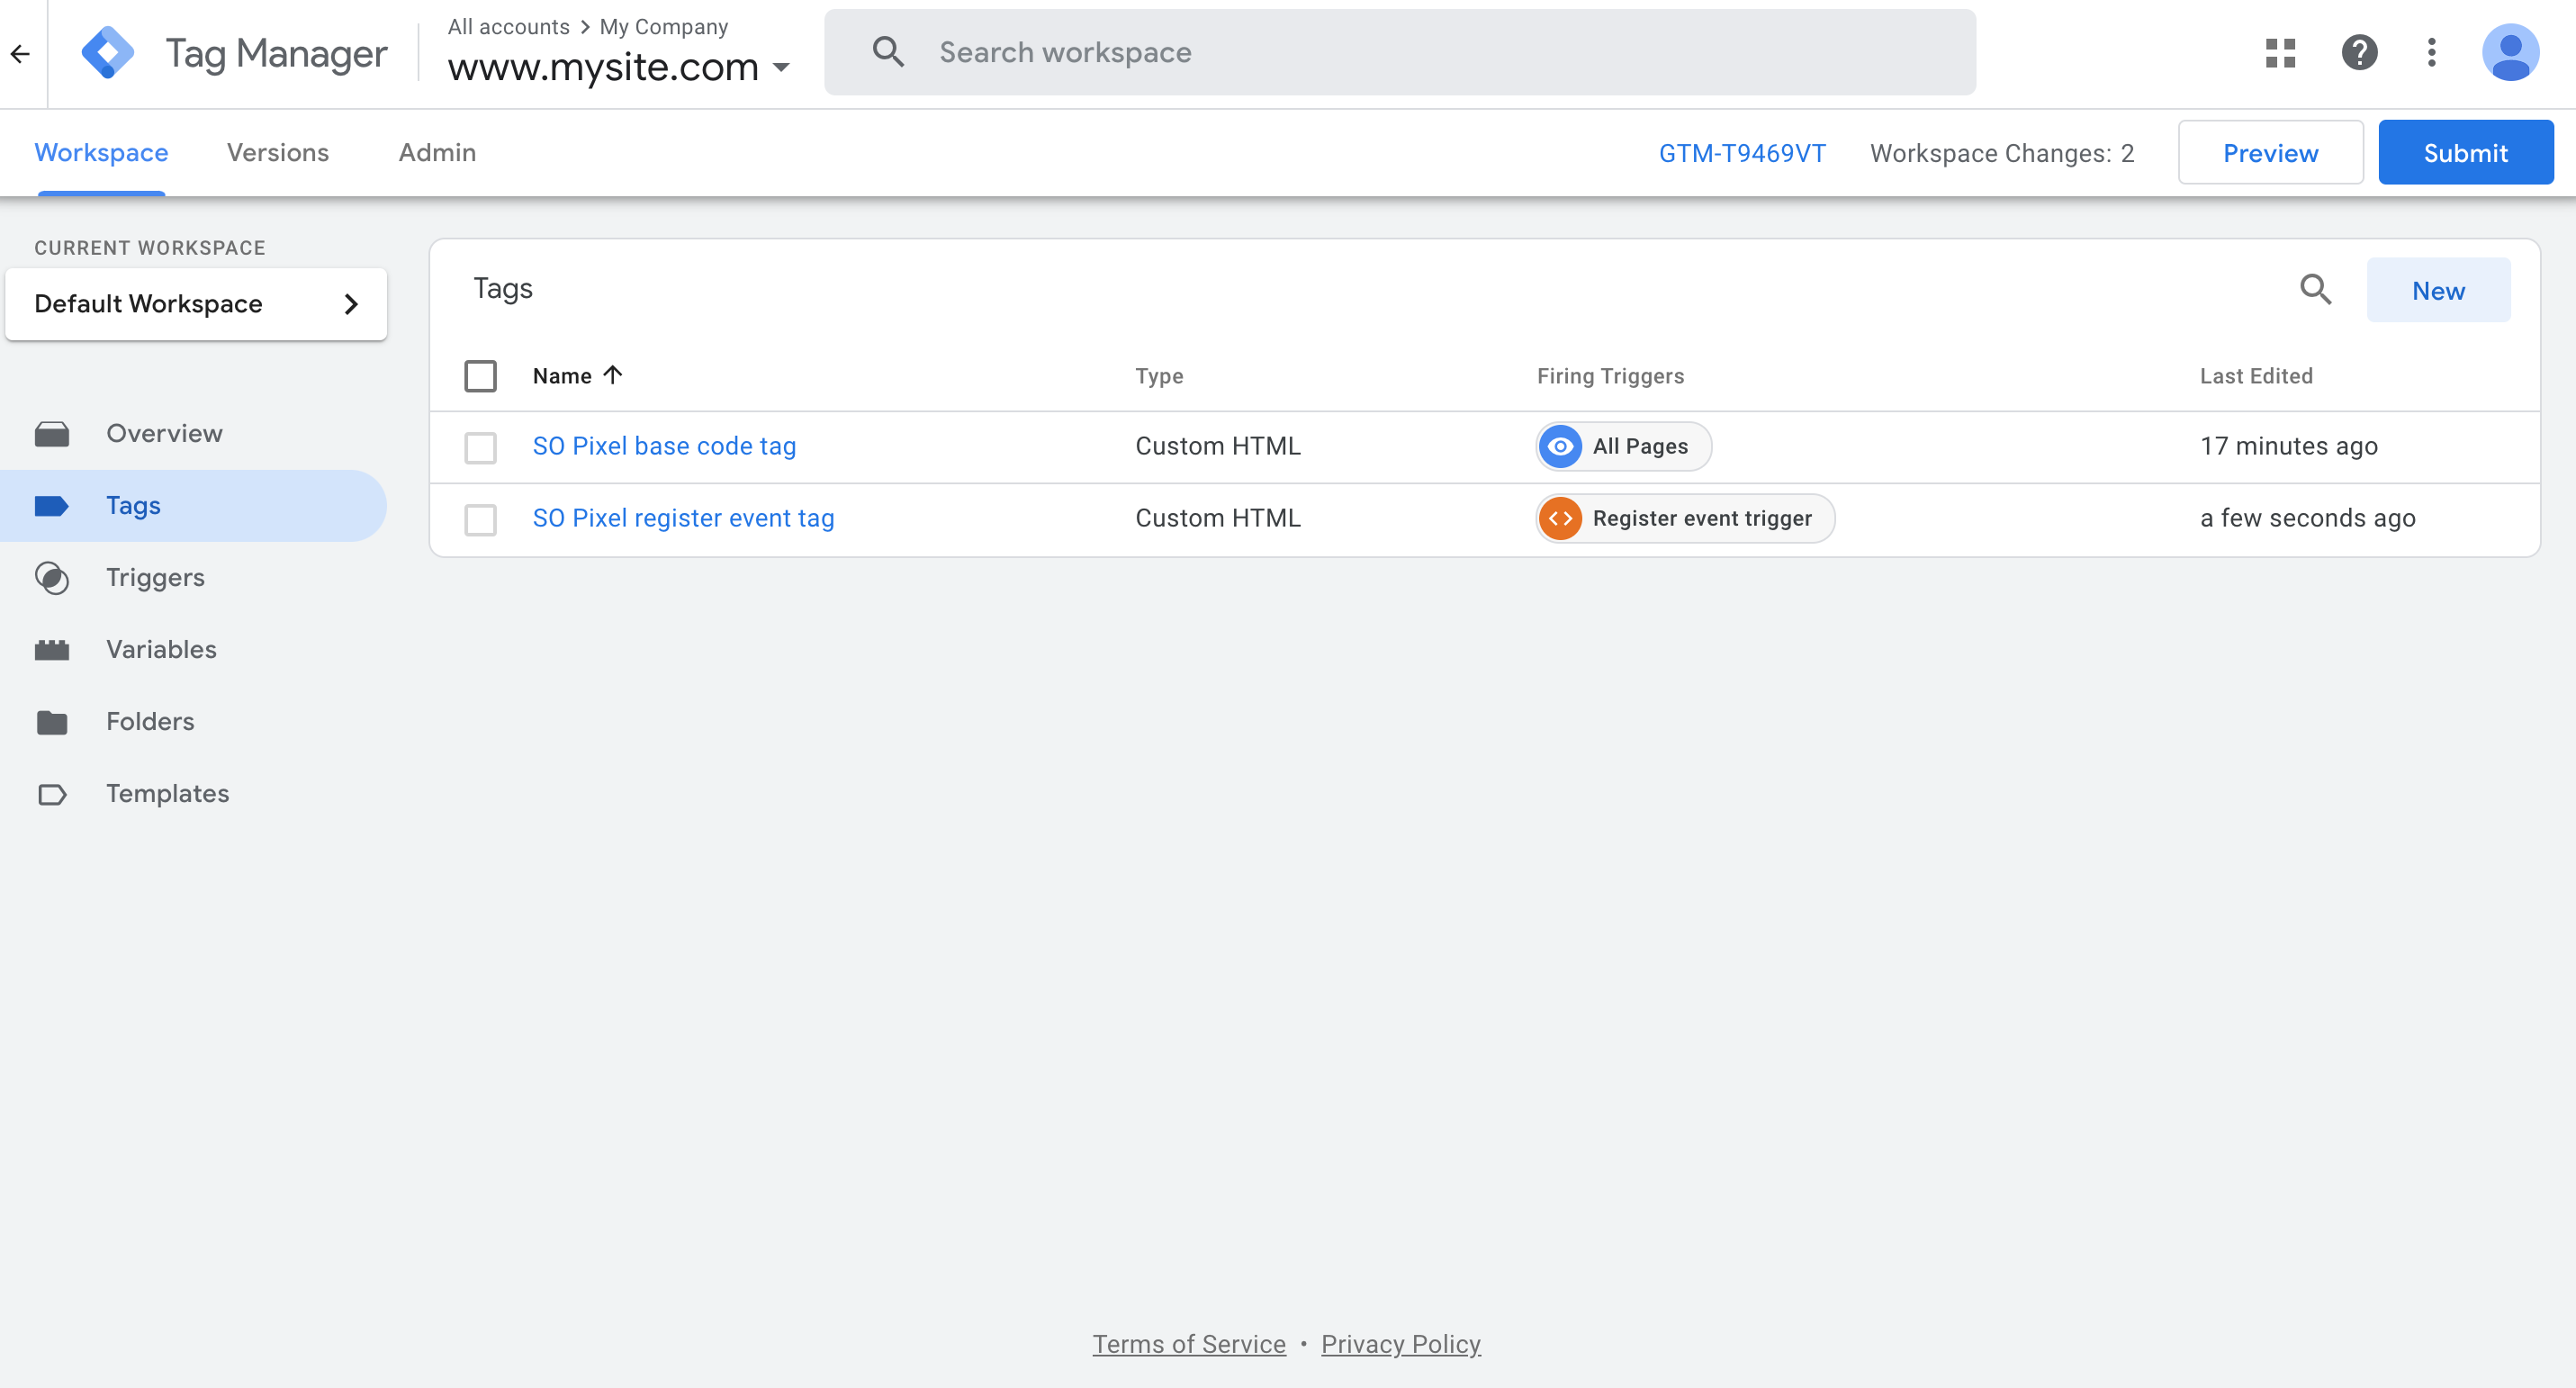 Tag Manager
All accounts > My Company
www.mysite.com
Search workspace
Workspace
Versions
Admin
GTM-T9469VT
Workspace Changes: 2
Preview
Submit
CURRENT WORKSPACE
Default Workspace
Overview
Tags
Triggers
Variables
Folders
Templates
Tags
New
Name Type Firing Triggers Last Edited
SO Pixel base code tag Custom HTML All Pages 17 minutes ago
SO Pixel register event tag Custom HTML Register event trigger a few seconds ago
Terms of Service • Privacy Policy